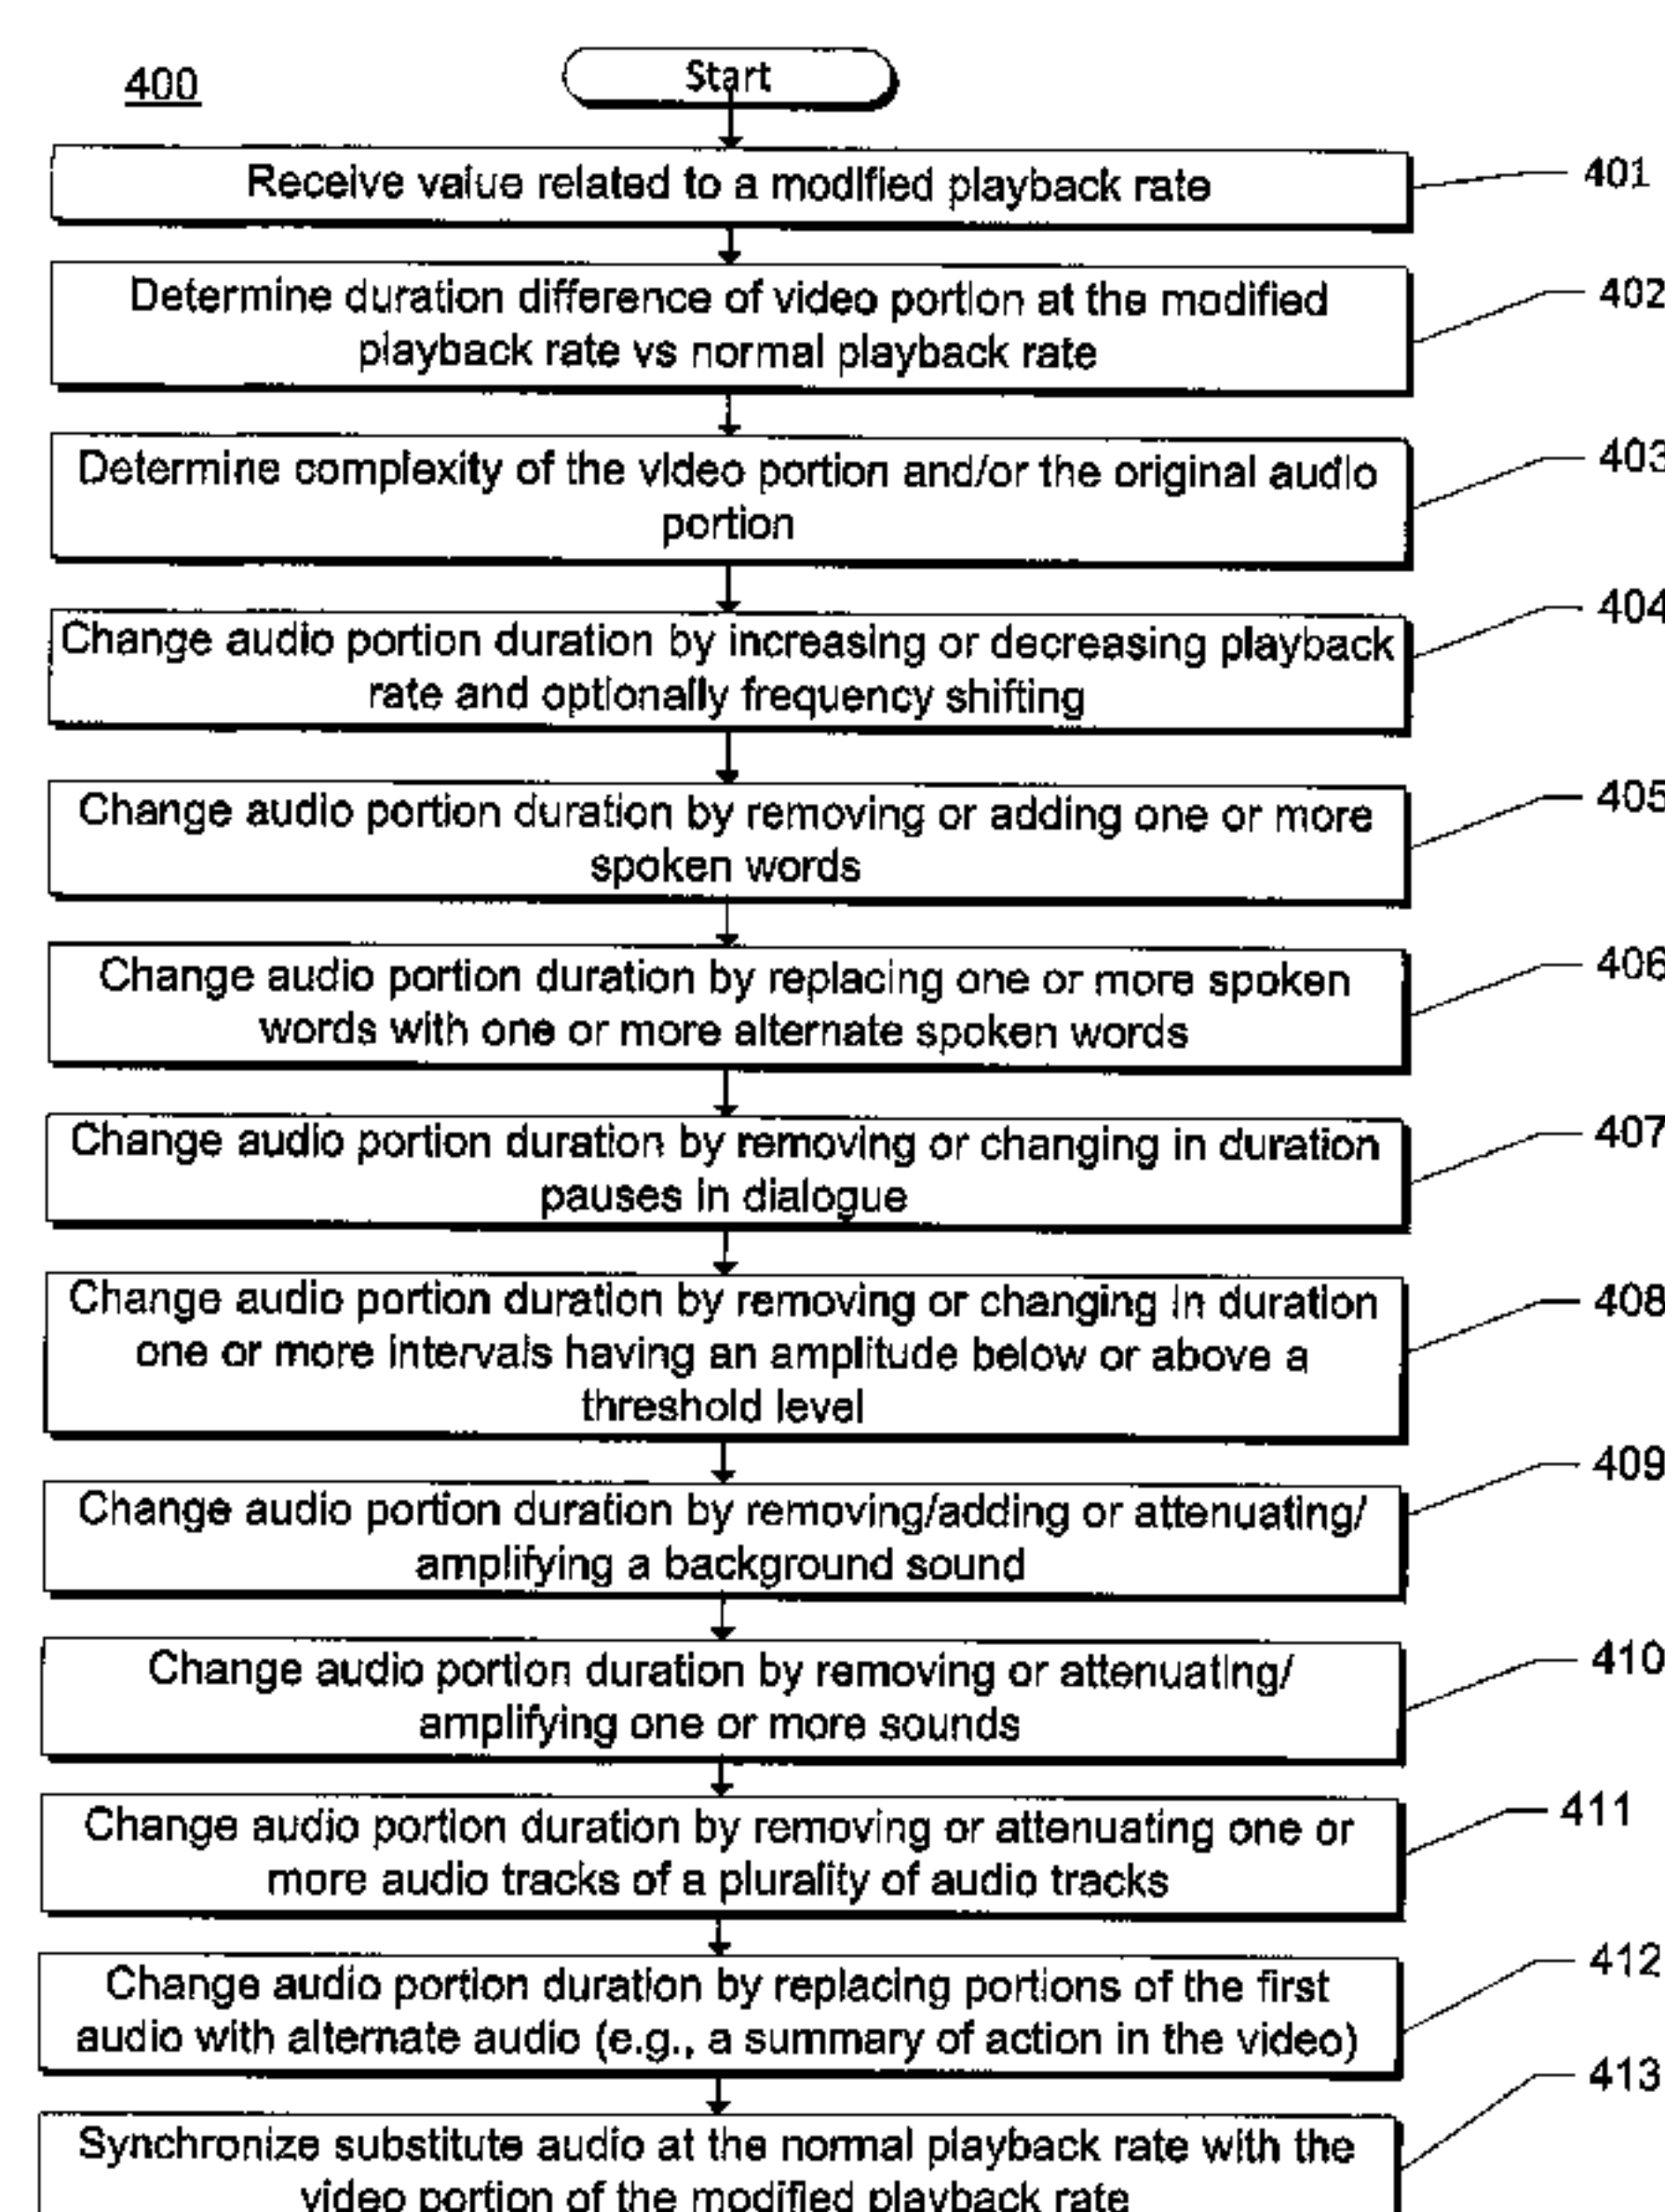 400
Start
Receive value related to a modified playback rate
401
Determine duration difference of video portion at the modified
playback rate vs normal playback rate
402
Determine complexity of the video portion and/or the original audio
portion
403
Change audio portion duration by increasing or decreasing playback
rate and optionally frequency shifting
404
Change audio portion duration by removing or adding one or more
spoken words
405
Change audio portion duration by replacing one or more spoken
words with one or more alternate spoken words
406
Change audio portion duration by removing or changing in duration
pauses in dialogue
407
Change audio portion duration by removing or changing in duration
one or more intervals having an amplitude below or above a
threshold level
408
Change audio portion duration by removing/adding or attenuating/
amplifying a background sound
409
Change audio portion duration by removing or attenuating/
amplifying one or more sounds
410
Change audio portion duration by removing or attenuating one or
more audio tracks of a plurality of audio tracks
411
Change audio portion duration by replacing portions of the first
audio with alternate audio (e.g., a summary of action in the video)
412
Synchronize substitute audio at the normal playback rate with the
video portion of the modified playback rate
413